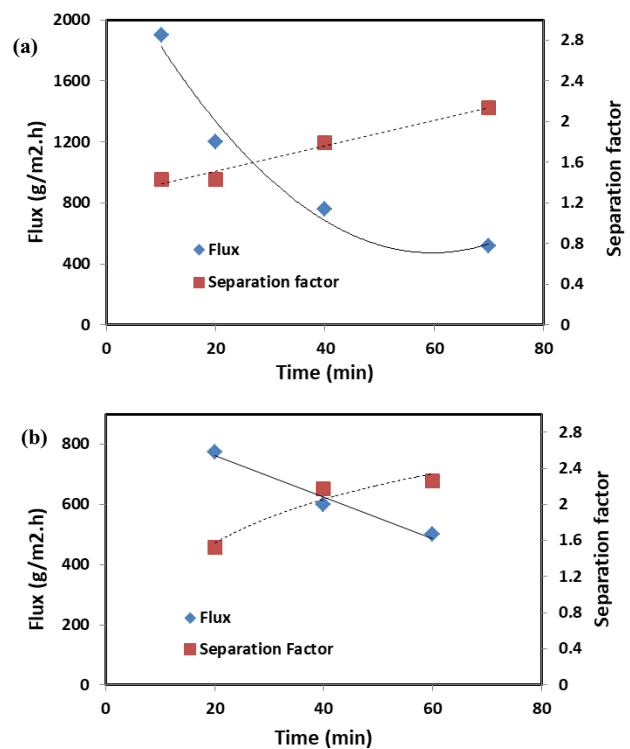 (a)
Flux (g/m2.h)
2000
1600
1200
800
400
0
2.8
2.4
2
1.6
1.2
0.8
0.4
0
Separation factor
Flux
Separation factor
0 20 40 60 80
Time (min)
(b)
Flux (g/m2.h)
800
600
400
200
0
2.8
2.4
2
1.6
1.2
0.8
0.4
0
Separation factor
Flux
Separation Factor
0 20 40 60 80
Time (min)